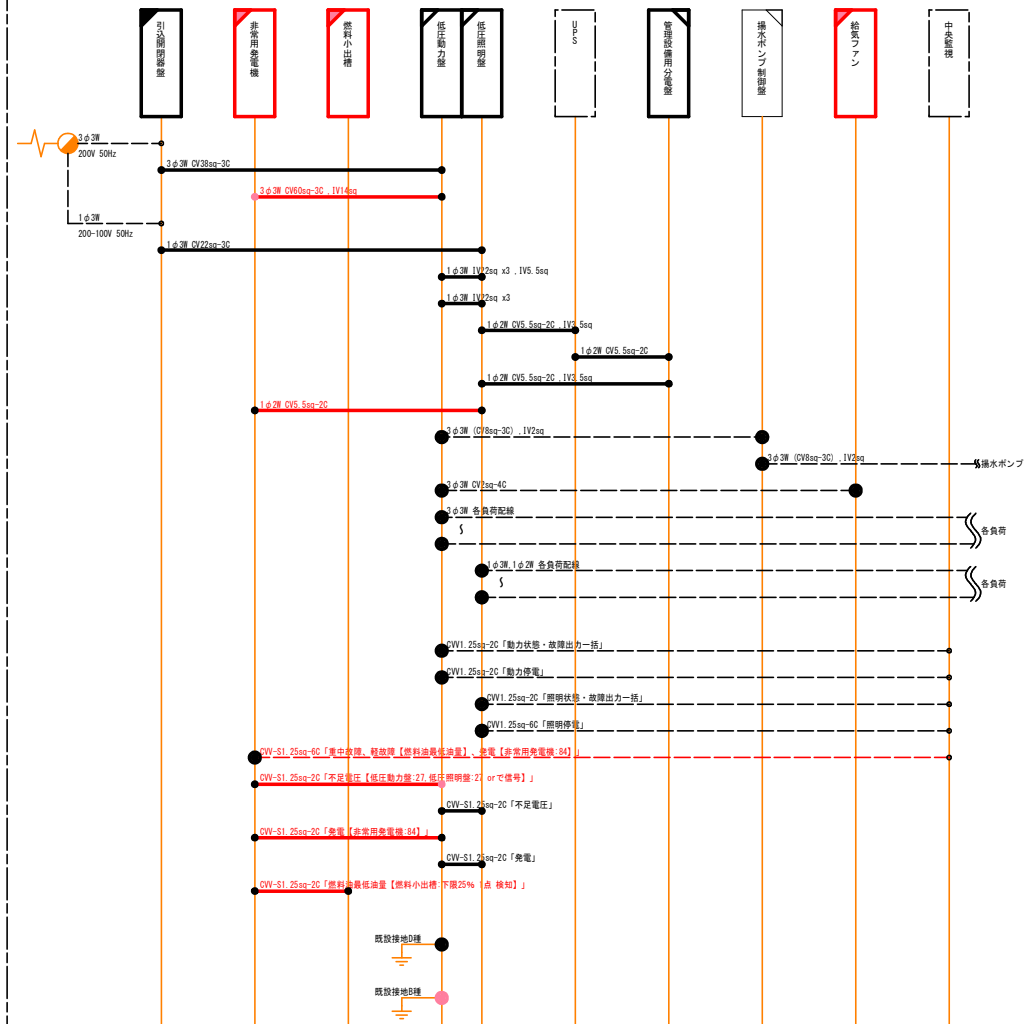 引込開閉器盤
非常用発電機
燃料小出槽
低圧動力盤
低圧照明盤
UPS
管理設備用分電盤
揚水ポンプ制御盤
給気ファン
中央監視
3φ3W
200V 50Hz
3φ3W CV38sq-3C
3φ3W CV60sq-3C , IV14sq
1φ3W
200-100V 50Hz
1φ3W CV22sq-3C
1φ3W IV22sq x3 , IV5.5sq
1φ3W IV22sq x3
1φ2W CV5.5sq-2C , IV3.5sq
1φ2W CV5.5sq-2C
1φ2W CV5.5sq-2C , IV3.5sq
1φ2W CV5.5sq-2C
3φ3W (CV8sq-3C) , IV2sq
3φ3W (CV8sq-3C) , IV2sq
揚水ポンプ
3φ3W CV2sq-4C
3φ3W 各負荷配線
各負荷
1φ3W,1φ2W 各負荷配線
各負荷
CVV1.25sq-2C「動力状態・故障出力一括」
CVV1.25sq-2C「動力停電」
CVV1.25sq-2C「照明状態・故障出力一括」
CVV1.25sq-6C「照明停電」
CVV-S1.25sq-6C「重中故障、軽故障【燃料油最低油量】、発電【非常用発電機:84】」
CVV-S1.25sq-2C「不足電圧【低圧動力盤:27,低圧照明盤:27 orで信号】」
CVV-S1.25sq-2C「不足電圧」
CVV-S1.25sq-2C「発電【非常用発電機:84】」
CVV-S1.25sq-2C「発電」
CVV-S1.25sq-2C「燃料油最低油量【燃料小出槽:下限25% 1点 検知】」
既設接地D種
既設接地B種